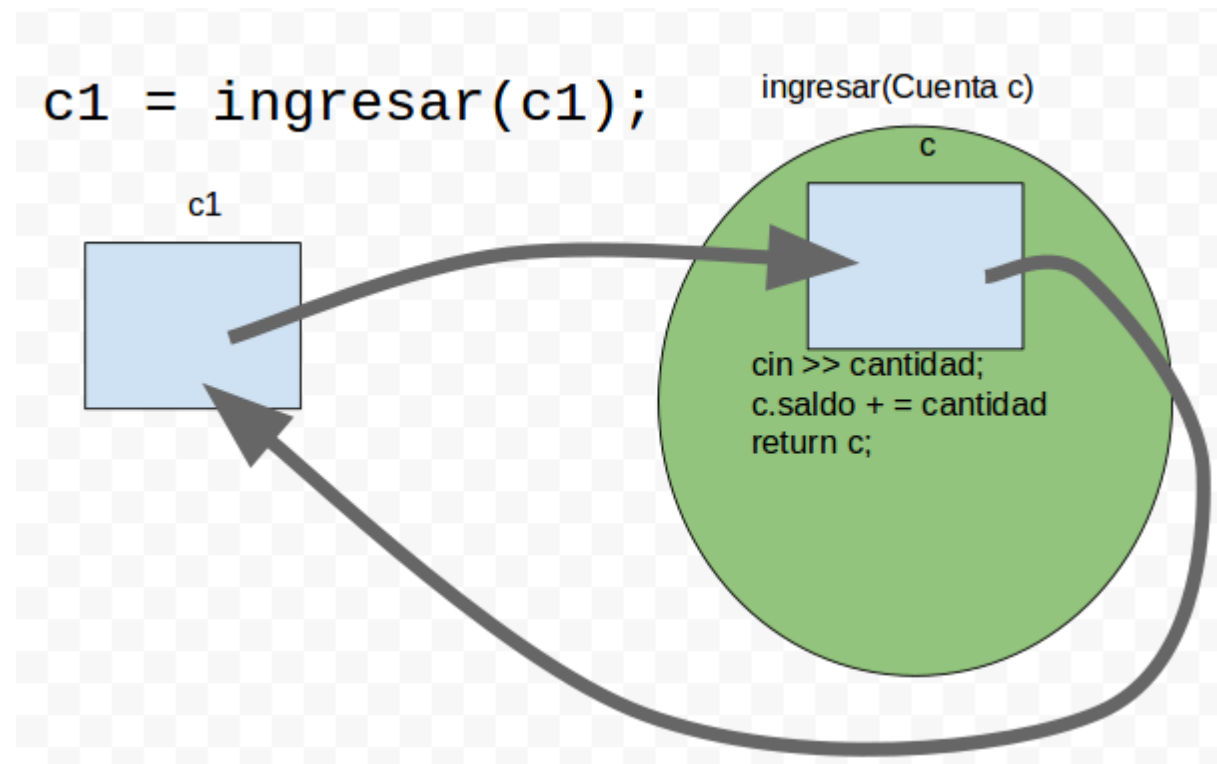 c1 = ingresar(c1);
ingresar(Cuenta c)
c
c1
cin >> cantidad;
c.saldo + = cantidad
return c;